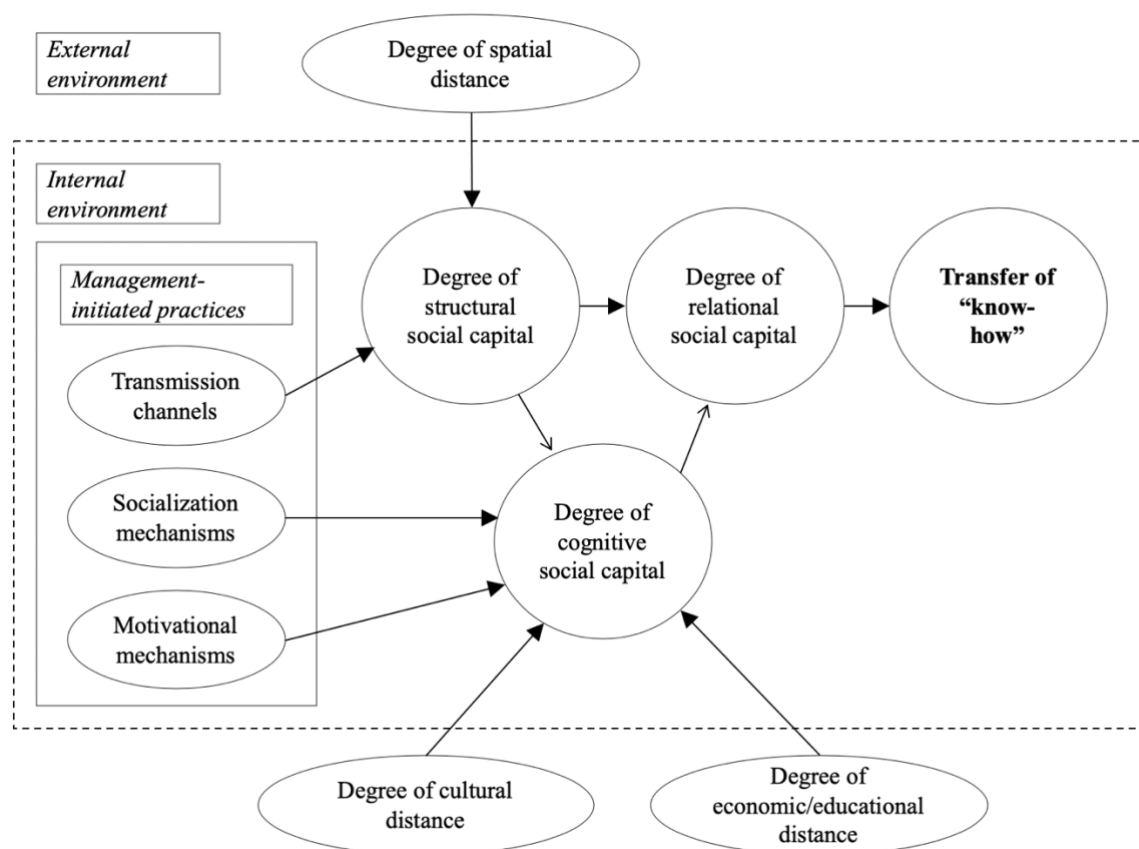 External
environment
Degree of spatial
distance
Internal
environment
Management-
initiated practices
Transmission
channels
Socialization
mechanisms
Motivational
mechanisms
Degree of
structural
social capital
Degree of
relational
social capital
Transfer of
“know-
how”
Degree of
cognitive
social capital
Degree of cultural
distance
Degree of
economic/educational
distance